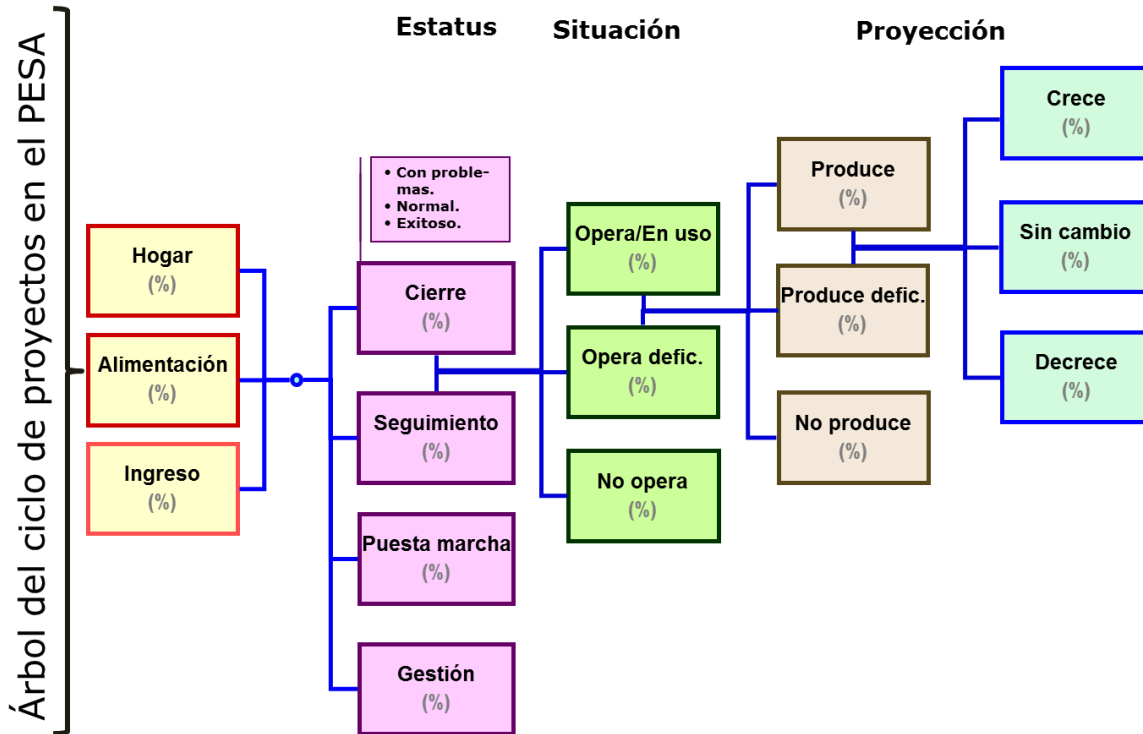 Árbol del ciclo de proyectos en el PESA
Estatus
Situación
Proyección
Hogar
(%)
Alimentación
(%)
Ingreso
(%)
• Con proble-
mas.
• Normal.
• Exitoso.
Cierre
(%)
Seguimiento
(%)
Puesta marcha
(%)
Gestión
(%)
Opera/En uso
(%)
Opera defic.
(%)
No opera
(%)
Produce
(%)
Produce defic.
(%)
No produce
(%)
Crece
(%)
Sin cambio
(%)
Decrece
(%)